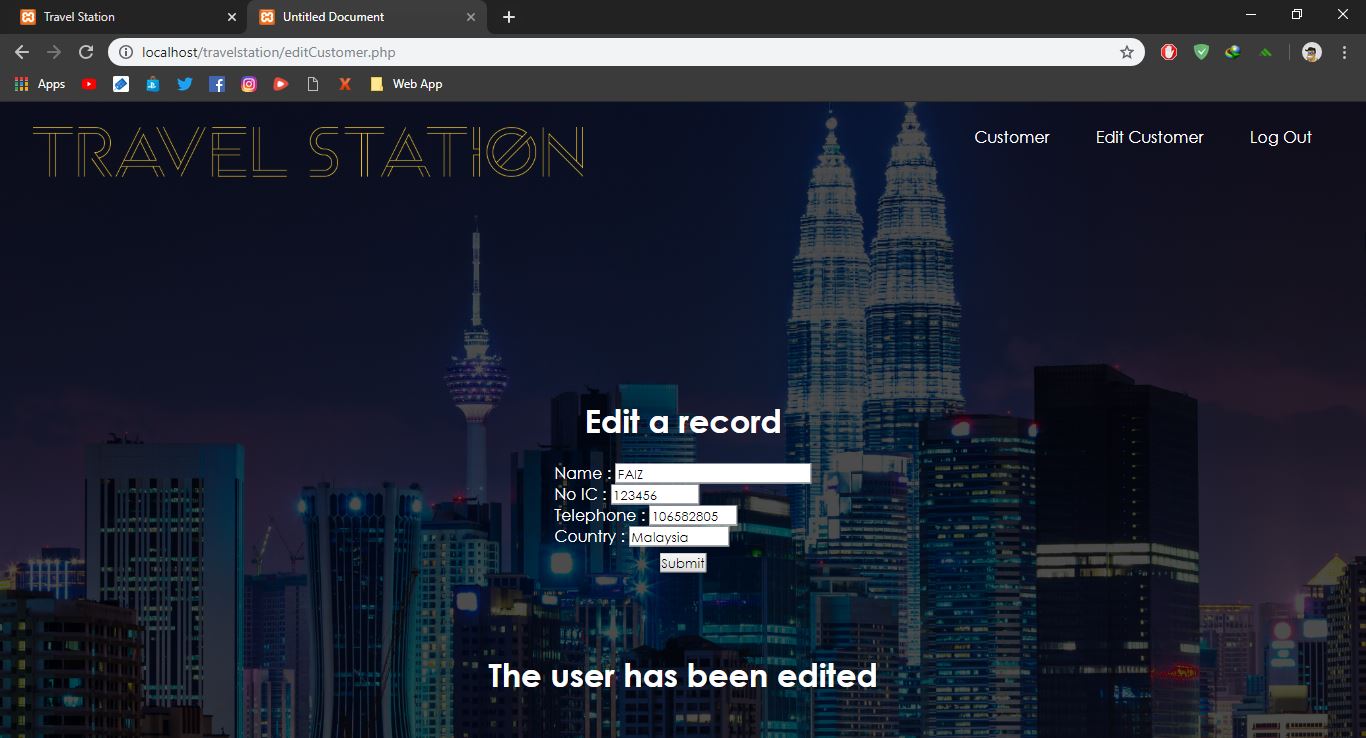 Travel Station
Untitled Document
localhost/travelstation/editCustomer.php
Apps
Web App
TRAVEL STATION
Customer
Edit Customer
Log Out
Edit a record
Name : FAIZ
No IC : 123456
Telephone : 106582805
Country : Malaysia
Submit
The user has been edited